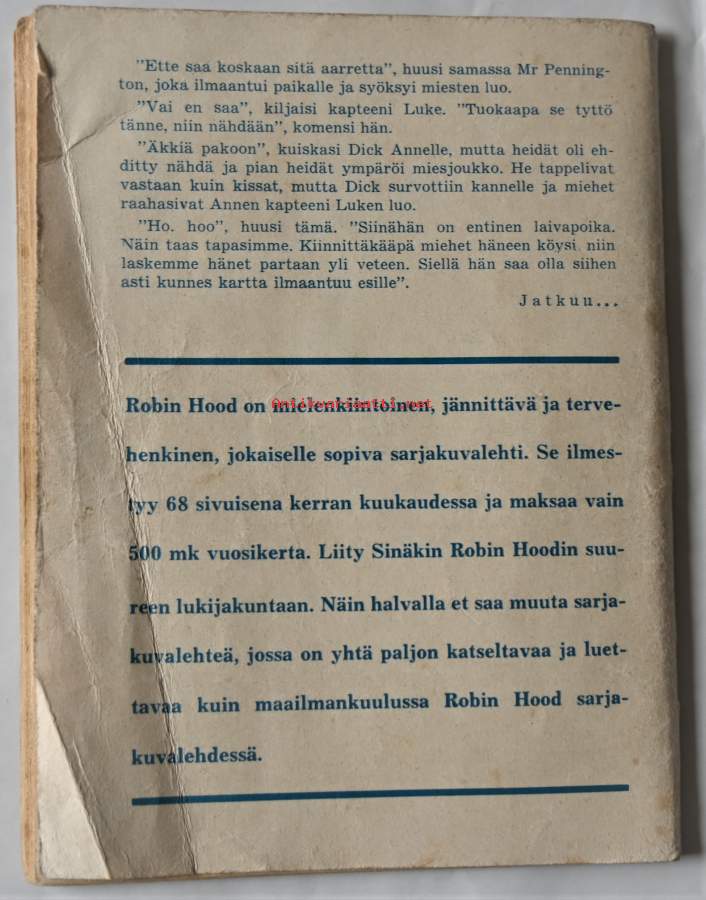 "Ette saa koskaan sitä aarretta", huusi samassa Mr Penning-
ton, joka ilmaantui paikalle ja syöksyi miesten luo.
"Vai en saa", kiljaisi kapteeni Luke. "Tuokaapa se tyttö
tänne, niin nähdään", komensi hän.
"Äkkiä pakoon", kuiskasi Dick Annelle, mutta heidät oli eh-
ditty nähdä ja pian heidät ympäröi miesjoukko. He tappelivat
vastaan kuin kissat, mutta Dick survottiin kannelle ja miehet
raahasivat Annen kapteeni Luken luo.
"Ho. hoo", huusi tämä. "Siinähän on entinen laivapoika.
Näin taas tapasimme. Kiinnittäkääpä miehet häneen köysi niin
laskemme hänet partaan yli veteen. Siellä hän saa olla siihen
asti kunnes kartta ilmaantuu esille".
Jatkuu...
Robin Hood on mielenkiintoinen, jännittävä ja terve-
henkinen, jokaiselle sopiva sarjakuvalehti. Se ilmes-
tyy 68 sivuisena kerran kuukaudessa ja maksaa vain
500 mk vuosikerta. Liity Sinäkin Robin Hoodin suu-
reen lukijakuntaan. Näin halvalla et saa muuta sarja-
kuvalehteä, jossa on yhtä paljon katseltavaa ja luet-
tavaa kuin maailmankuulussa Robin Hood sarja-
kuvalehdessä.
Antikvariaatti.net